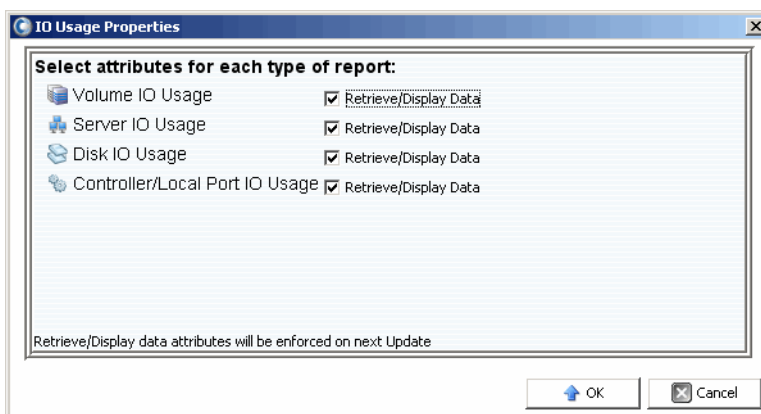 IO Usage Properties
Select attributes for each type of report:
Volume IO Usage Retrieve/Display Data
Server IO Usage Retrieve/Display Data
Disk IO Usage Retrieve/Display Data
Controller/Local Port IO Usage Retrieve/Display Data
Retrieve/Display data attributes will be enforced on next Update
OK Cancel